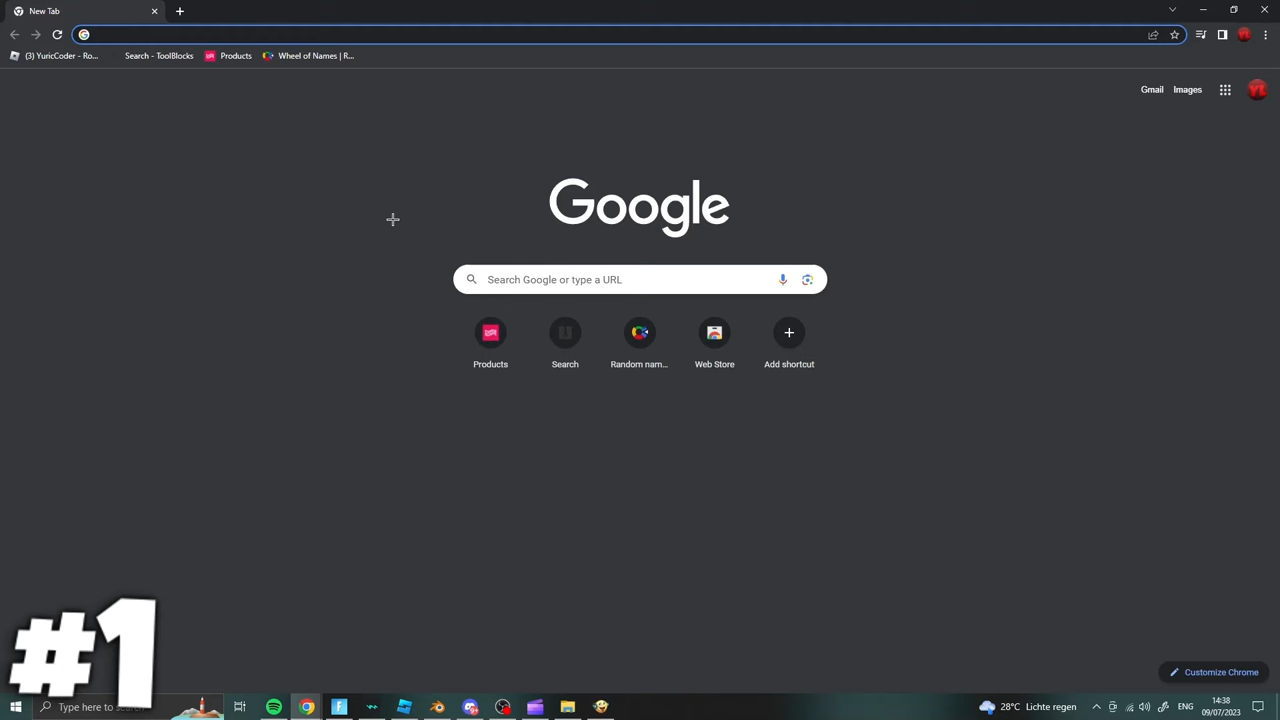 New Tab
(3) YuricCoder - Ro...
Search - ToolBlocks
Products
Wheel of Names | R...
Gmail
Images
Google
Search Google or type a URL
Products
Search
Random nam...
Web Store
Add shortcut
#1
Customize Chrome
Type here to search
28°C
Lichte regen
ENG
14:38
09/07/2023